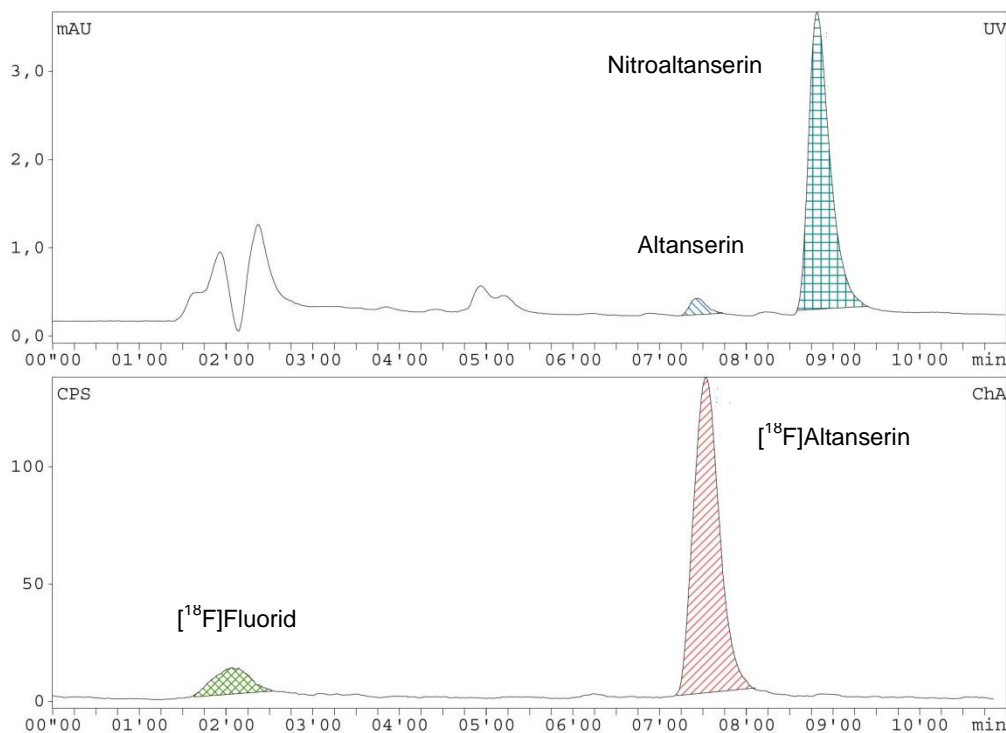 mAU UV
3,0
Nitroaltanserin
2,0
Altanserin
1,0
0,0
00'00 01'00 02'00 03'00 04'00 05'00 06'00 07'00 08'00 09'00 10'00 min
CPS ChA
[¹⁸F]Altanserin
100
50
[¹⁸F]Fluorid
0
00'00 01'00 02'00 03'00 04'00 05'00 06'00 07'00 08'00 09'00 10'00 min